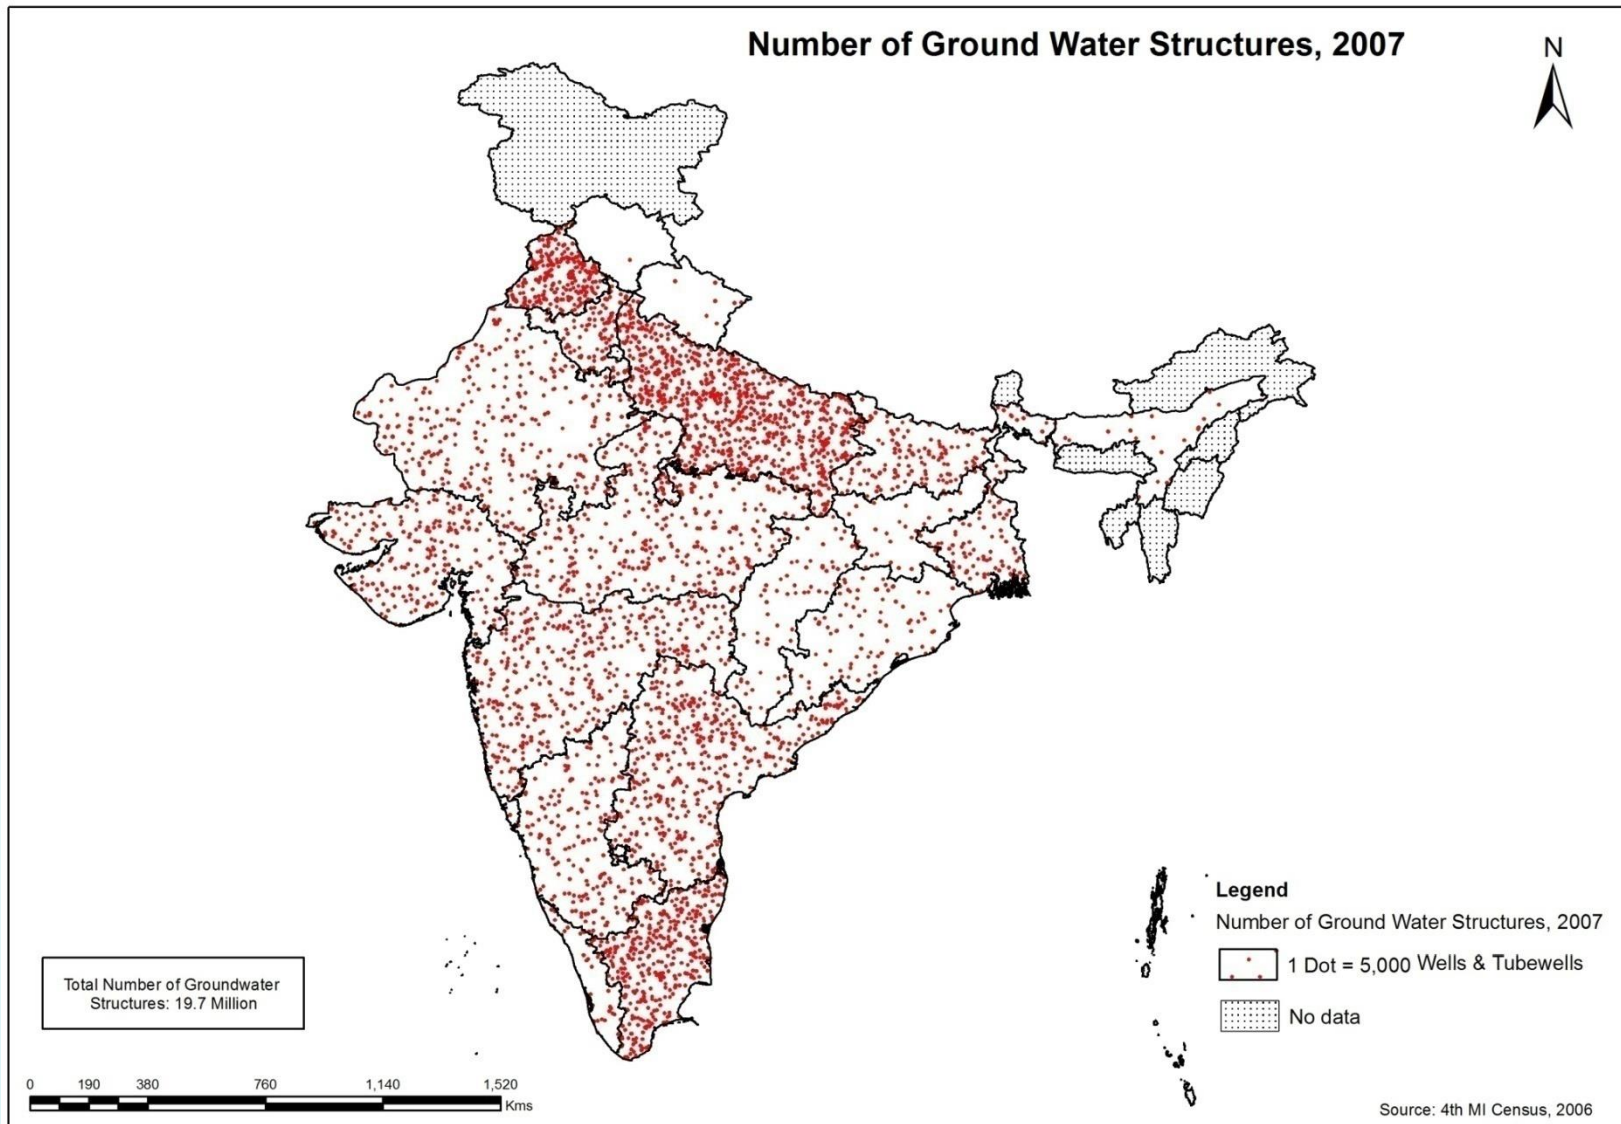 Number of Ground Water Structures, 2007
N
Legend
Number of Ground Water Structures, 2007
1 Dot = 5,000 Wells & Tubewells
No data
Total Number of Groundwater
Structures: 19.7 Million
0 190 380 760 1,140 1,520
Kms
Source: 4th MI Census, 2006